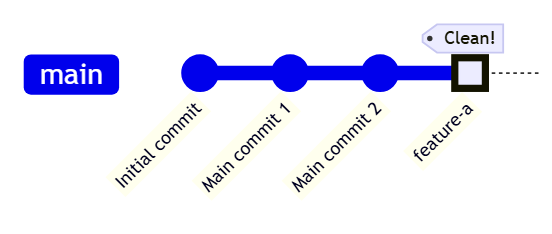 Clean!
main
Initial commit
Main commit 1
Main commit 2
feature-a